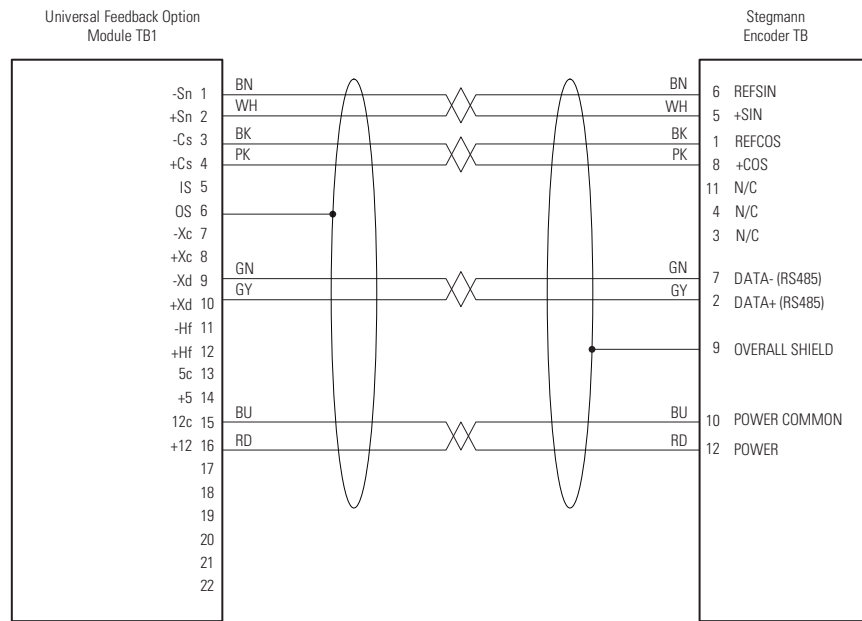 Universal Feedback Option
Module TB1
Stegmann
Encoder TB
-Sn 1 BN BN 6 REFSIN
+Sn 2 WH WH 5 +SIN
-Cs 3 BK BK 1 REFCOS
+Cs 4 PK PK 8 +COS
IS 5 11 N/C
OS 6 4 N/C
-Xc 7 3 N/C
+Xc 8
-Xd 9 GN GN 7 DATA- (RS485)
+Xd 10 GY GY 2 DATA+ (RS485)
-Hf 11
+Hf 12 9 OVERALL SHIELD
5c 13
+5 14
12c 15 BU BU 10 POWER COMMON
+12 16 RD RD 12 POWER
17
18
19
20
21
22